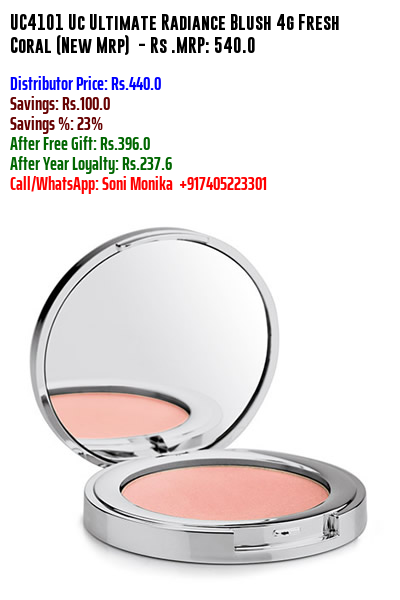 UC4101 Uc Ultimate Radiance Blush 4g Fresh
Coral (New Mrp) - Rs .MRP: 540.0
Distributor Price: Rs.440.0
Savings: Rs.100.0
Savings %: 23%
After Free Gift: Rs.396.0
After Year Loyalty: Rs.237.6
Call/WhatsApp: Soni Monika +917405223301